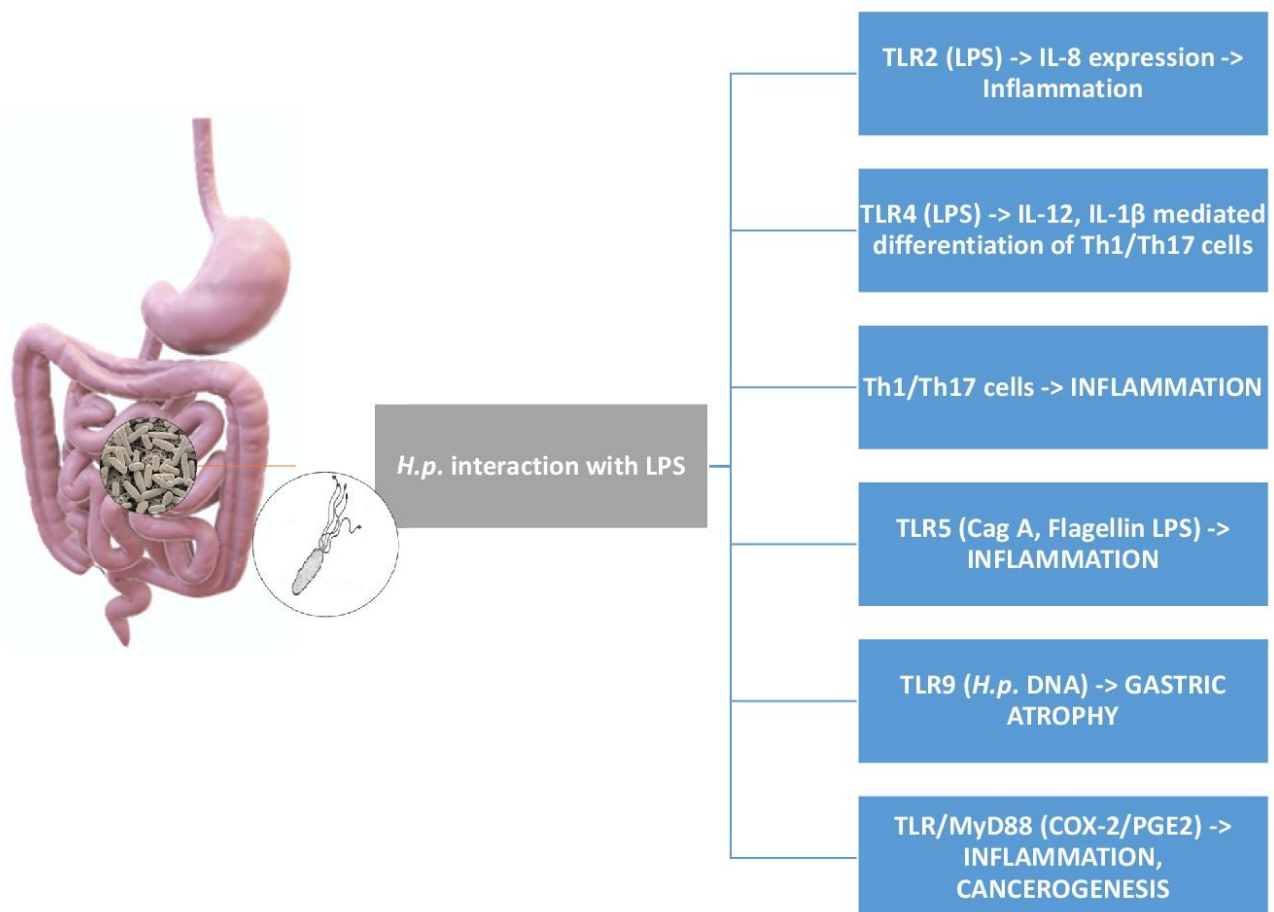 TLR2 (LPS) -> IL-8 expression ->
Inflammation
TLR4 (LPS) -> IL-12, IL-1β mediated
differentiation of Th1/Th17 cells
Th1/Th17 cells -> INFLAMMATION
H.p. interaction with LPS
TLR5 (Cag A, Flagellin LPS) ->
INFLAMMATION
TLR9 (H.p. DNA) -> GASTRIC
ATROPHY
TLR/MyD88 (COX-2/PGE2) ->
INFLAMMATION,
CANCEROGENESIS